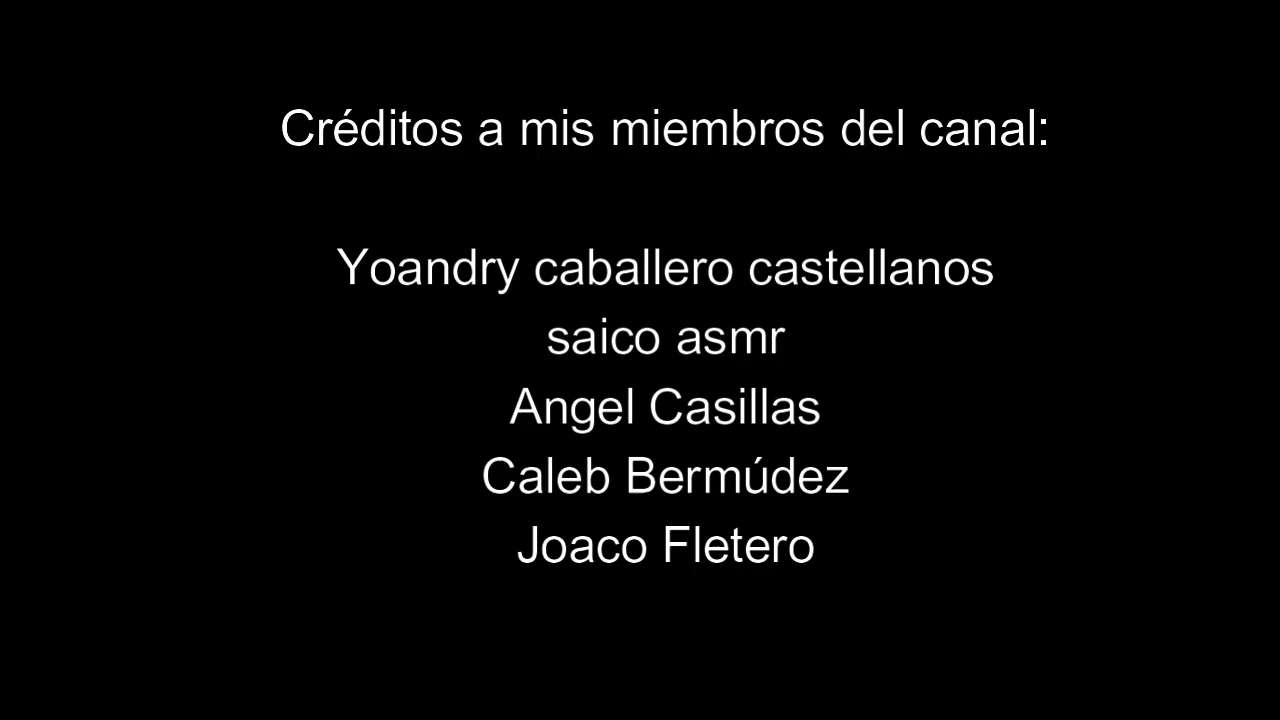 Créditos a mis miembros del canal:
Yoandry caballero castellanos
saico asmr
Angel Casillas
Caleb Bermúdez
Joaco Fletero